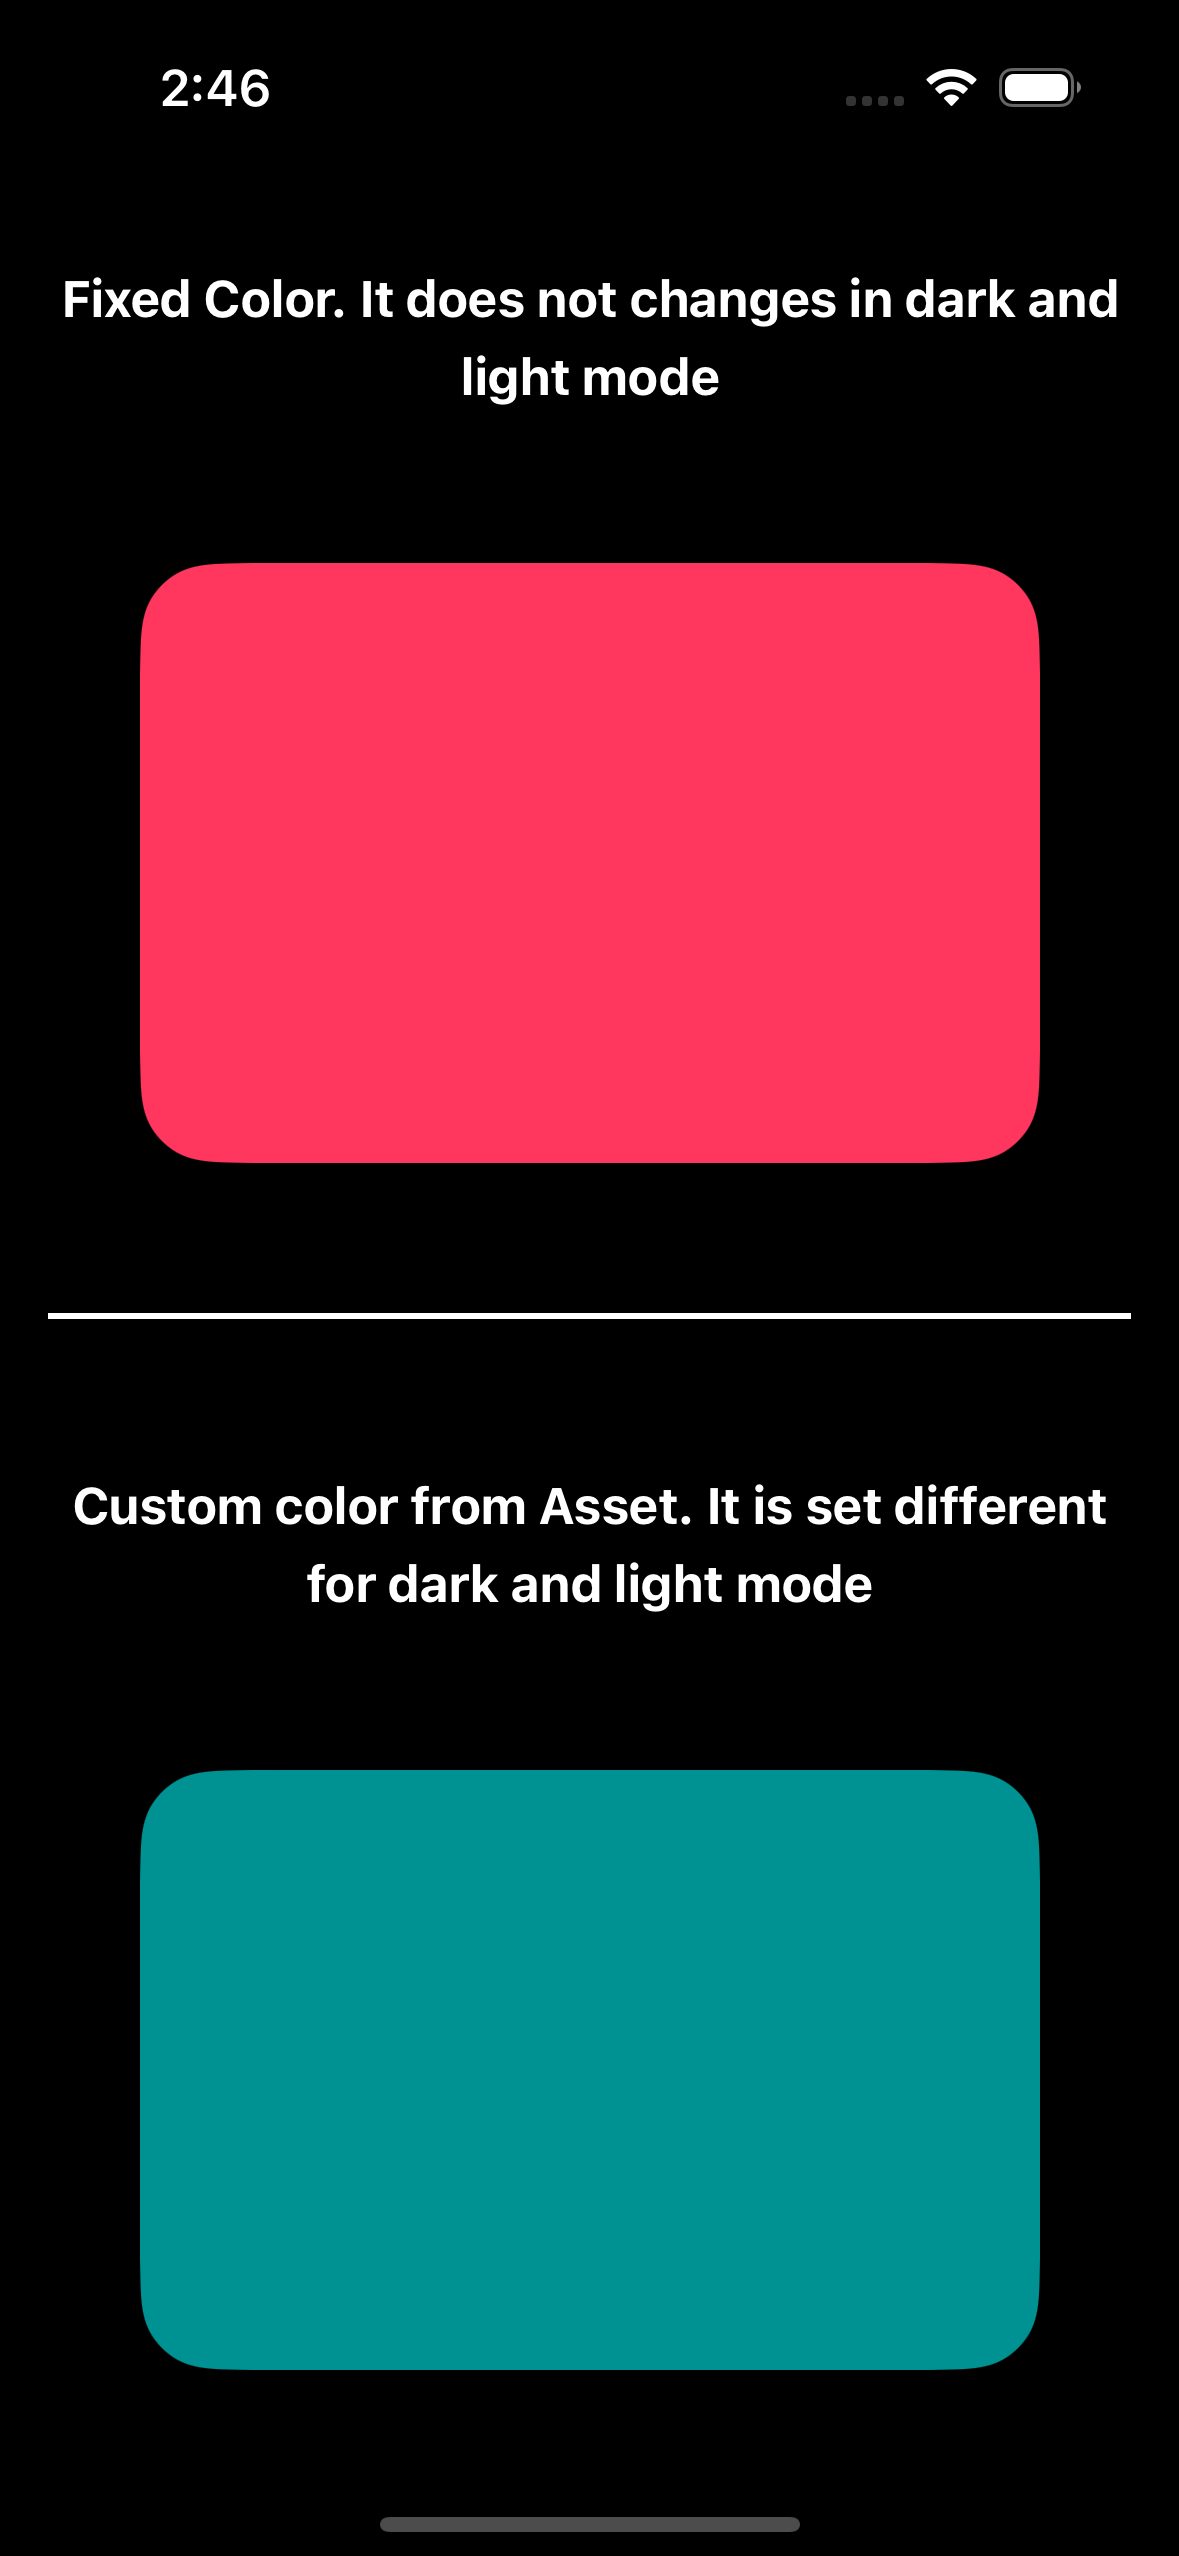 2:46
Fixed Color. It does not changes in dark and
light mode
Custom color from Asset. It is set different
for dark and light mode